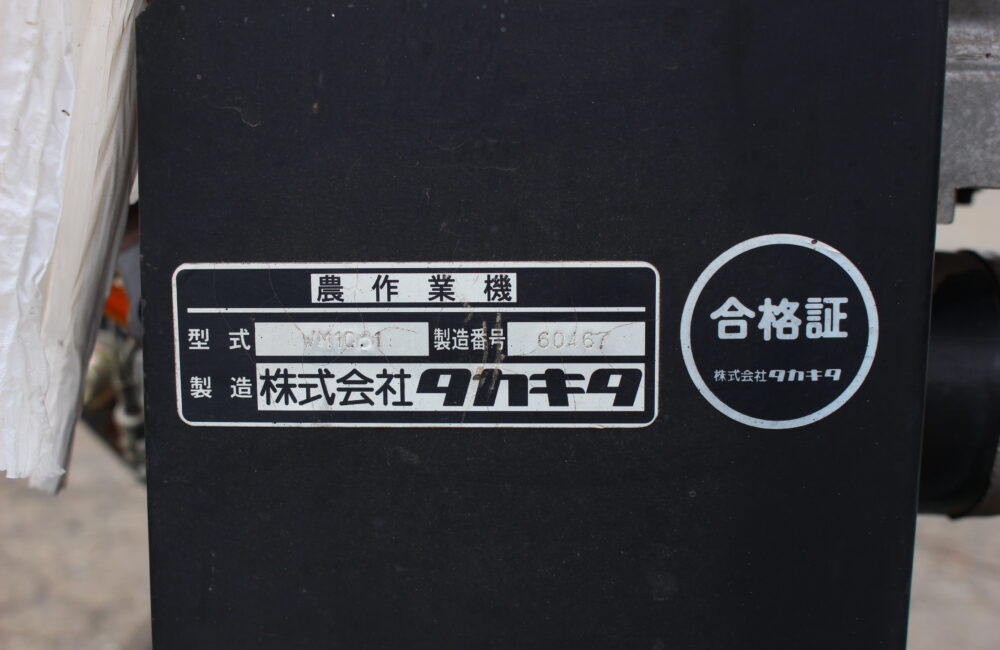 農作業機
型式 WM1061 製造番号 60467
製造 株式会社タカキタ
合格証
株式会社タカキタ